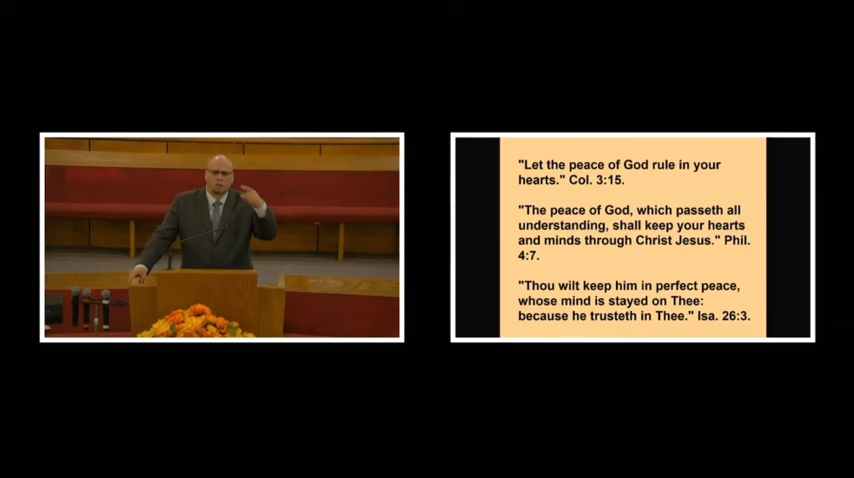 "Let the peace of God rule in your
hearts." Col. 3:15.
"The peace of God, which passeth all
understanding, shall keep your hearts
and minds through Christ Jesus." Phil.
4:7.
"Thou wilt keep him in perfect peace,
whose mind is stayed on Thee:
because he trusteth in Thee." Isa. 26:3.